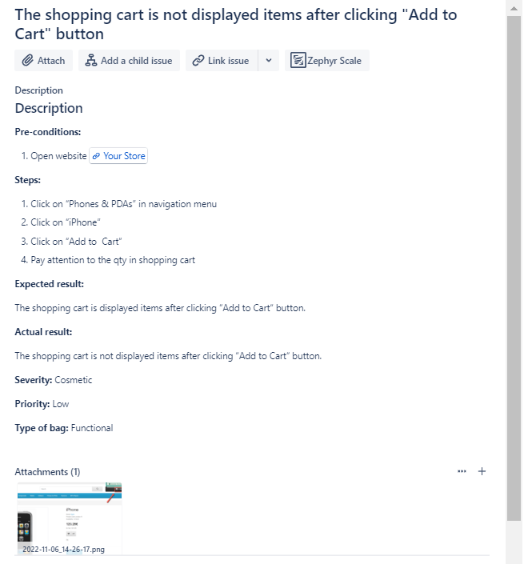 The shopping cart is not displayed items after clicking "Add to
Cart" button
Attach
Add a child issue
Link issue
Zephyr Scale
Description
Description
Pre-conditions:
1. Open website Your Store
Steps:
1. Click on "Phones & PDAs" in navigation menu
2. Click on "iPhone"
3. Click on "Add to  Cart"
4. Pay attention to the qty in shopping cart
Expected result:
The shopping cart is displayed items after clicking "Add to Cart" button.
Actual result:
The shopping cart is not displayed items after clicking "Add to Cart" button.
Severity: Cosmetic
Priority: Low
Type of bag: Functional
Attachments (1)
iPhone
2022-11-06_14-26-17.png